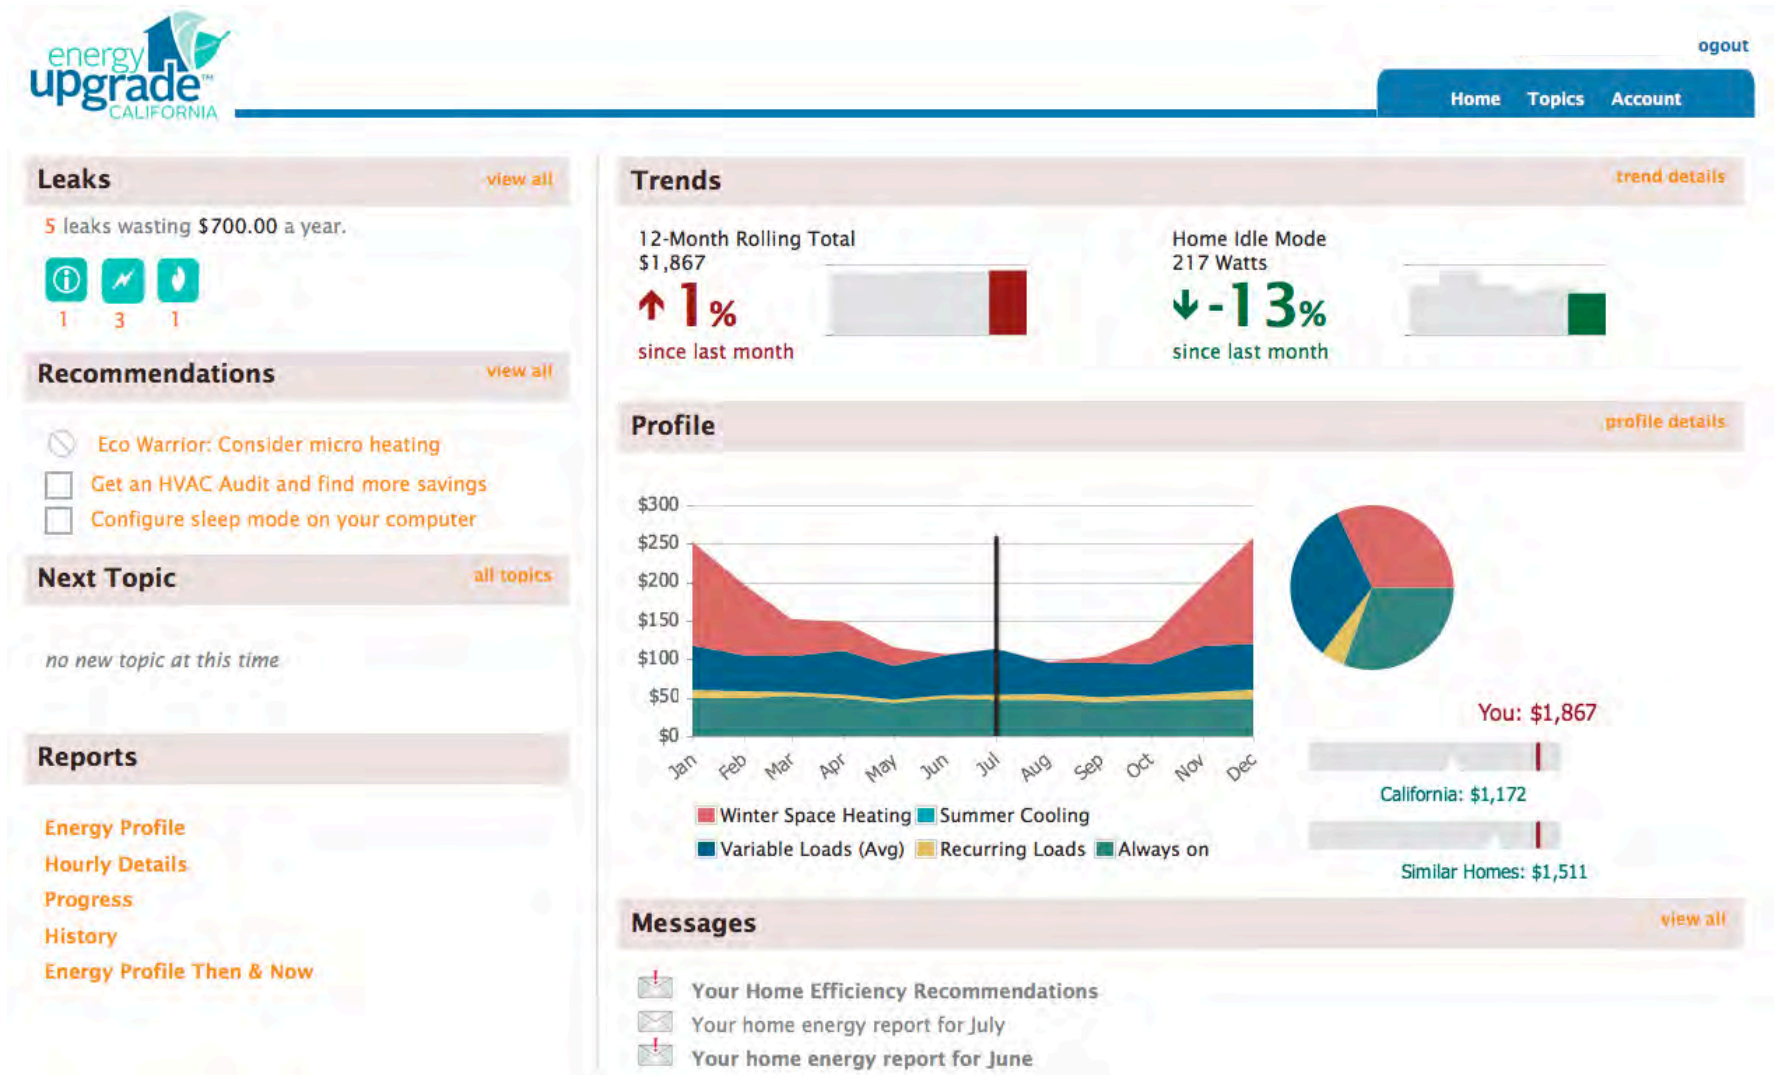 energy
upgrade™
CALIFORNIA
ogout
Home Topics Account
Leaks view all
5 leaks wasting $700.00 a year.
1 3 1
Recommendations view all
Eco Warrior: Consider micro heating
Get an HVAC Audit and find more savings
Configure sleep mode on your computer
Next Topic all topics
no new topic at this time
Reports
Energy Profile
Hourly Details
Progress
History
Energy Profile Then & Now
Trends trend details
12-Month Rolling Total
$1,867
1%
since last month
Home Idle Mode
217 Watts
-13%
since last month
Profile profile details
$300
$250
$200
$150
$100
$50
$0
Jan Feb Mar Apr May Jun Jul Aug Sep Oct Nov Dec
Winter Space Heating Summer Cooling
Variable Loads (Avg) Recurring Loads Always on
You: $1,867
California: $1,172
Similar Homes: $1,511
Messages view all
Your Home Efficiency Recommendations
Your home energy report for July
Your home energy report for June